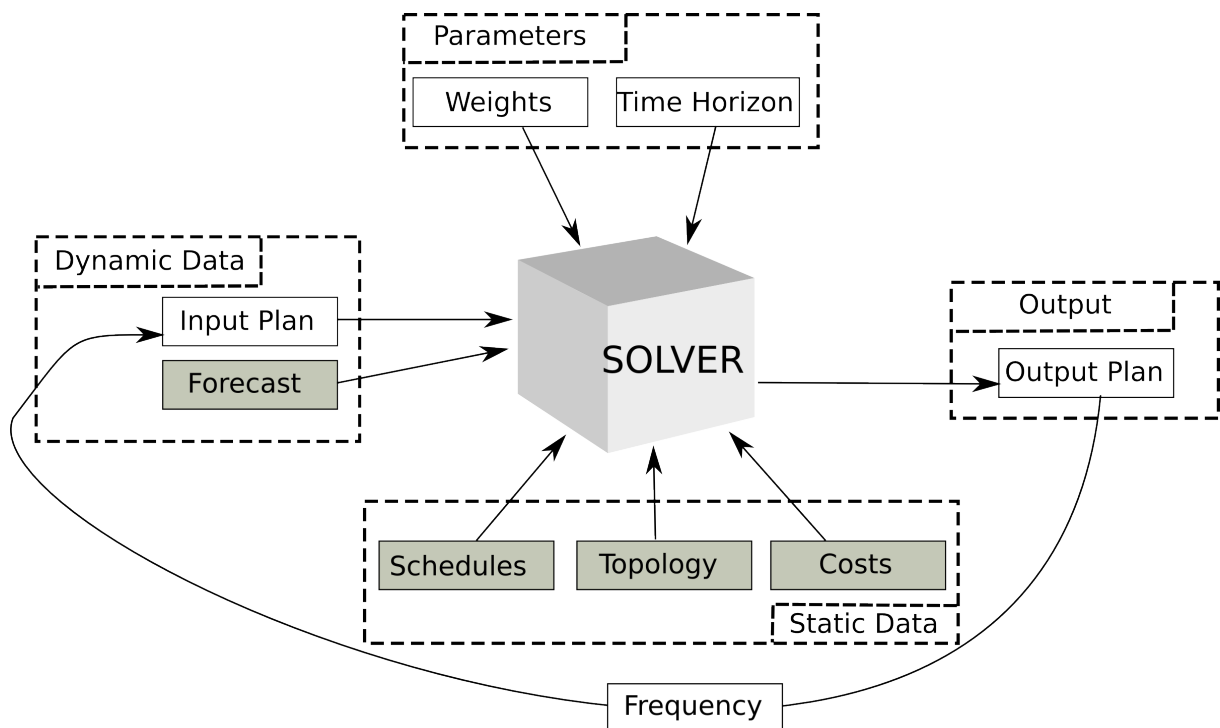 Parameters
Weights
Time Horizon
Dynamic Data
Input Plan
Forecast
SOLVER
Output
Output Plan
Schedules
Topology
Costs
Static Data
Frequency